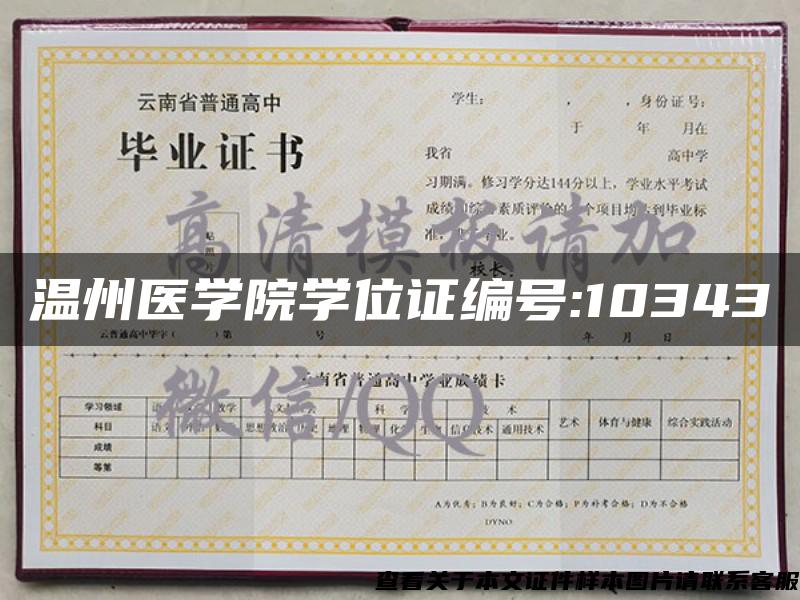 云南省普通高中
毕业证书
学生： ， ，身份证号：
于 年 月在
我省 高中学
习期满。修习学分达144分以上，学业水平考试
准，
校长：
高清模板请加
贴
照
片
温州医学院学位证编号:10343
云普通高中毕字（ ）第 号
年 月 日
云南省普通高中学业成绩卡
微信/QQ
学习领域 数学 科学 技术 艺术 体育与健康 综合实践活动
科目 语文 思想政治 历史 地理 物理 化学 生物 信息技术 通用技术
成绩
等第
A为优秀；B为良好；C为合格；P为补考合格；D为不合格
DYNO:
查看关于本文证件样本图片请联系客服